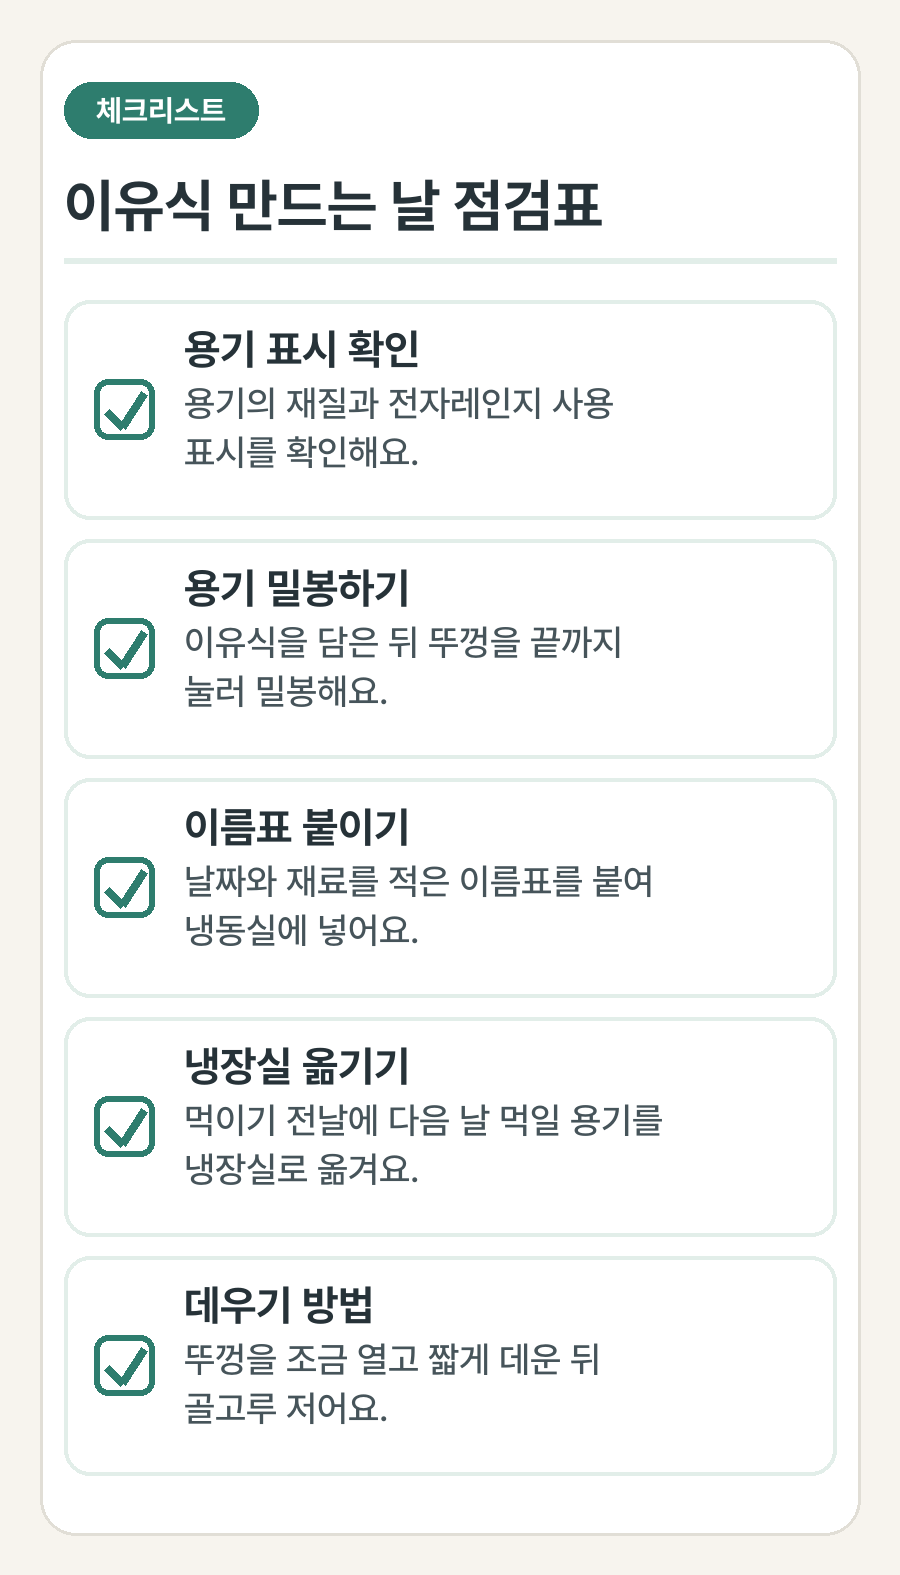 체크리스트
이유식 만드는 날 점검표
용기 표시 확인
용기의 재질과 전자레인지 사용
표시를 확인해요.
용기 밀봉하기
이유식을 담은 뒤 뚜껑을 끝까지
눌러 밀봉해요.
이름표 붙이기
날짜와 재료를 적은 이름표를 붙여
냉동실에 넣어요.
냉장실 옮기기
먹이기 전날에 다음 날 먹일 용기를
냉장실로 옮겨요.
데우기 방법
뚜껑을 조금 열고 짧게 데운 뒤
골고루 저어요.